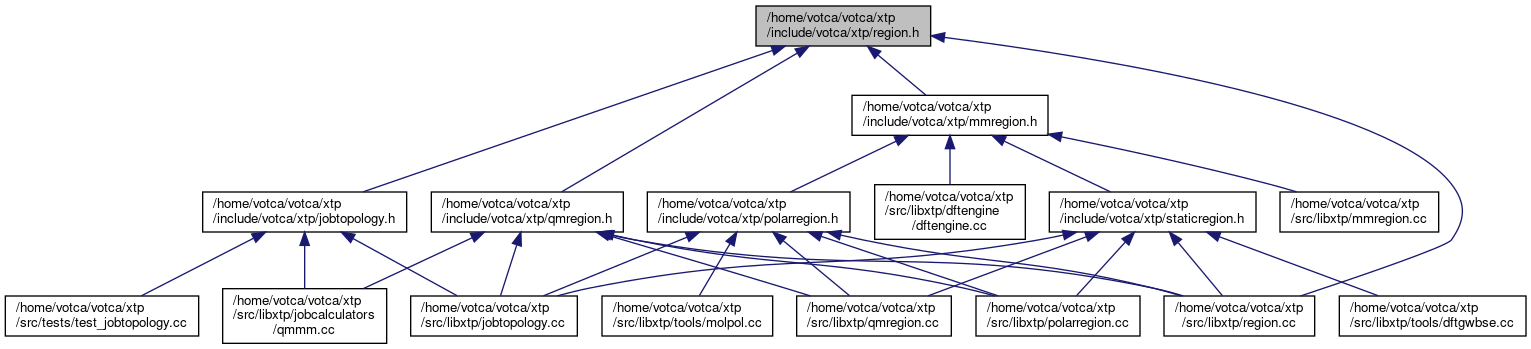 /home/votca/votca/xtp
/include/votca/xtp/region.h
/home/votca/votca/xtp
/include/votca/xtp/mmregion.h
/home/votca/votca/xtp
/include/votca/xtp/jobtopology.h
/home/votca/votca/xtp
/include/votca/xtp/qmregion.h
/home/votca/votca/xtp
/include/votca/xtp/polarregion.h
/home/votca/votca/xtp
/src/libxtp/dftengine
/dftengine.cc
/home/votca/votca/xtp
/include/votca/xtp/staticregion.h
/home/votca/votca/xtp
/src/libxtp/mmregion.cc
/home/votca/votca/xtp
/src/tests/test_jobtopology.cc
/home/votca/votca/xtp
/src/libxtp/jobcalculators
/qmmm.cc
/home/votca/votca/xtp
/src/libxtp/jobtopology.cc
/home/votca/votca/xtp
/src/libxtp/tools/molpol.cc
/home/votca/votca/xtp
/src/libxtp/qmregion.cc
/home/votca/votca/xtp
/src/libxtp/polarregion.cc
/home/votca/votca/xtp
/src/libxtp/region.cc
/home/votca/votca/xtp
/src/libxtp/tools/dftgwbse.cc